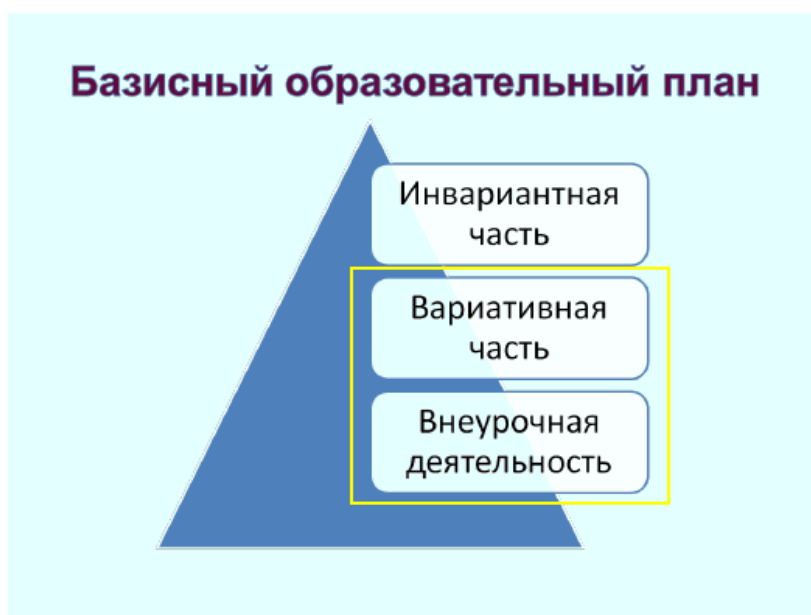 Базисный образовательный план
Инвариантная
часть
Вариативная
часть
Внеурочная
деятельность